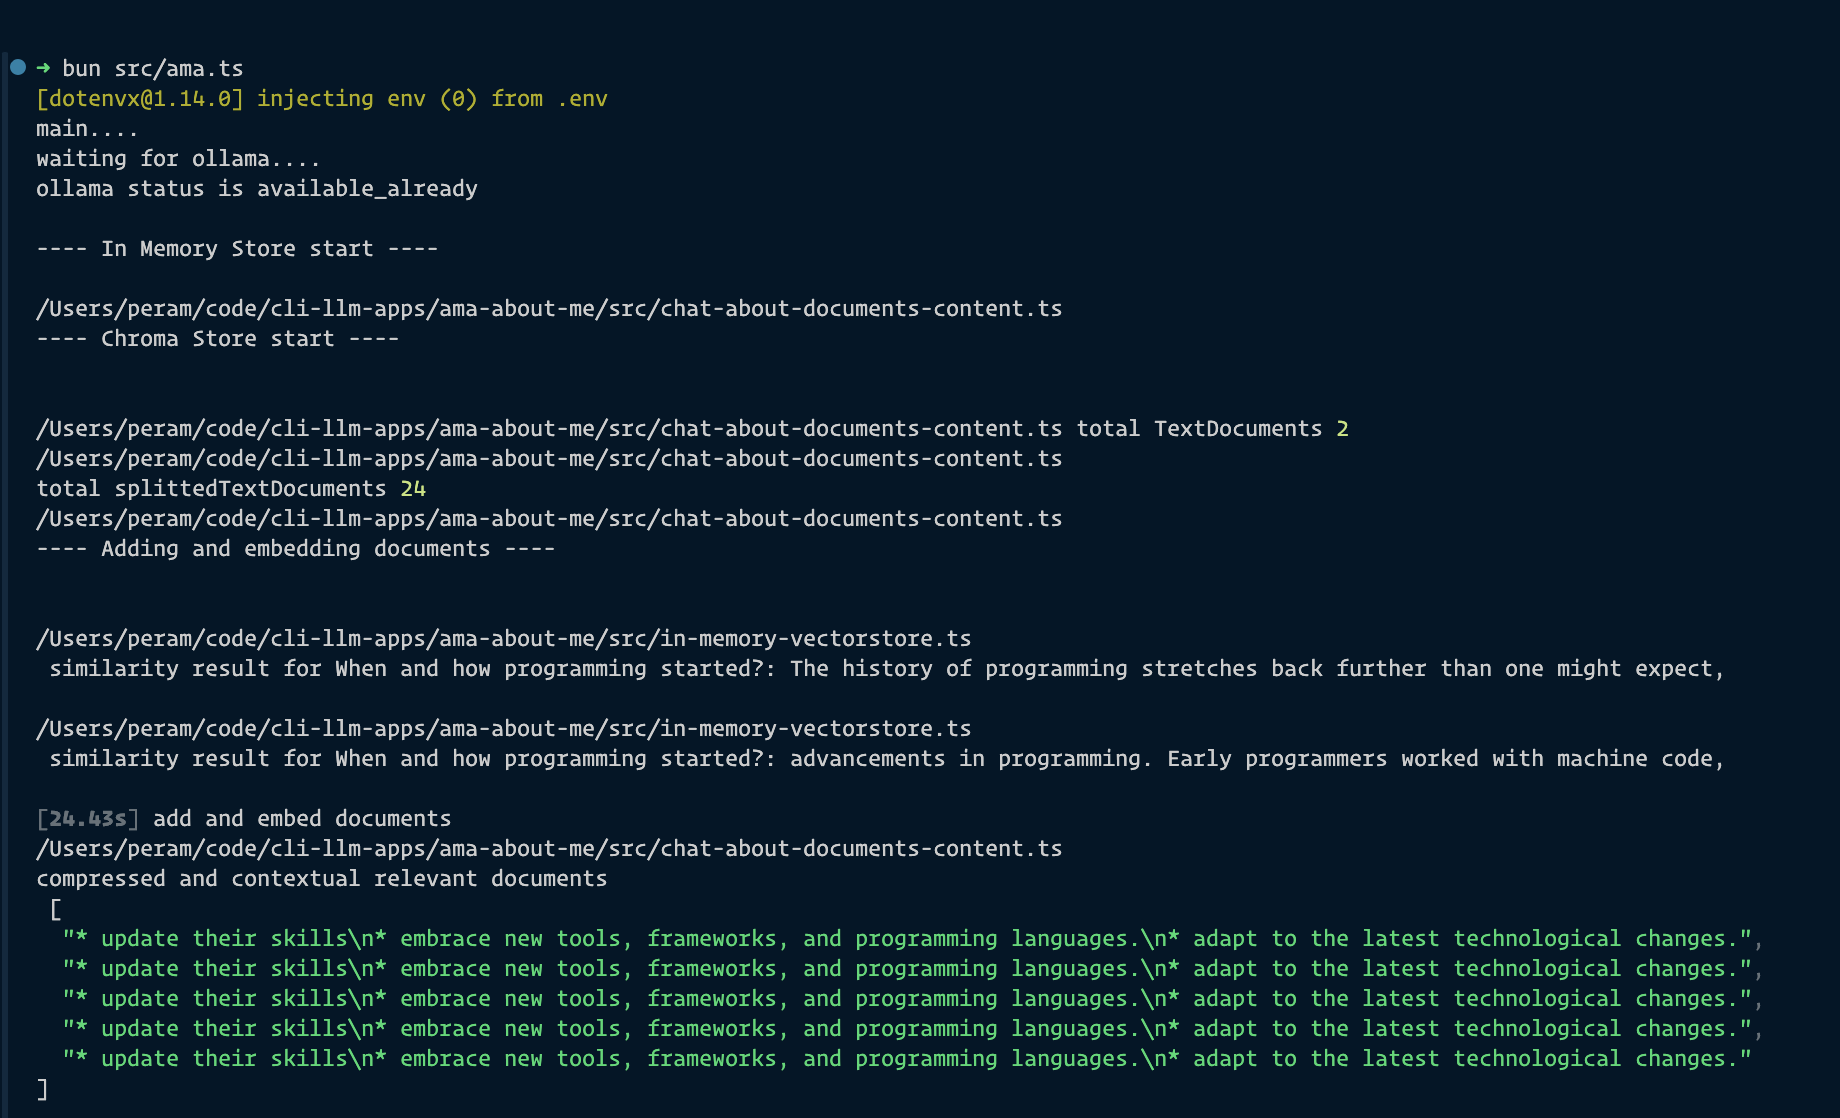 ➜ bun src/ama.ts
[dotenvx@1.14.0] injecting env (0) from .env
main....
waiting for ollama....
ollama status is available_already
---- In Memory Store start ----
/Users/peram/code/cli-llm-apps/ama-about-me/src/chat-about-documents-content.ts
---- Chroma Store start ----
/Users/peram/code/cli-llm-apps/ama-about-me/src/chat-about-documents-content.ts total TextDocuments 2
/Users/peram/code/cli-llm-apps/ama-about-me/src/chat-about-documents-content.ts
total splittedTextDocuments 24
/Users/peram/code/cli-llm-apps/ama-about-me/src/chat-about-documents-content.ts
---- Adding and embedding documents ----
/Users/peram/code/cli-llm-apps/ama-about-me/src/in-memory-vectorstore.ts
 similarity result for When and how programming started?: The history of programming stretches back further than one might expect,
/Users/peram/code/cli-llm-apps/ama-about-me/src/in-memory-vectorstore.ts
 similarity result for When and how programming started?: advancements in programming. Early programmers worked with machine code,
[24.43s] add and embed documents
/Users/peram/code/cli-llm-apps/ama-about-me/src/chat-about-documents-content.ts
compressed and contextual relevant documents
 [
  "* update their skills\n* embrace new tools, frameworks, and programming languages.\n* adapt to the latest technological changes.",
  "* update their skills\n* embrace new tools, frameworks, and programming languages.\n* adapt to the latest technological changes.",
  "* update their skills\n* embrace new tools, frameworks, and programming languages.\n* adapt to the latest technological changes.",
  "* update their skills\n* embrace new tools, frameworks, and programming languages.\n* adapt to the latest technological changes.",
  "* update their skills\n* embrace new tools, frameworks, and programming languages.\n* adapt to the latest technological changes."
]